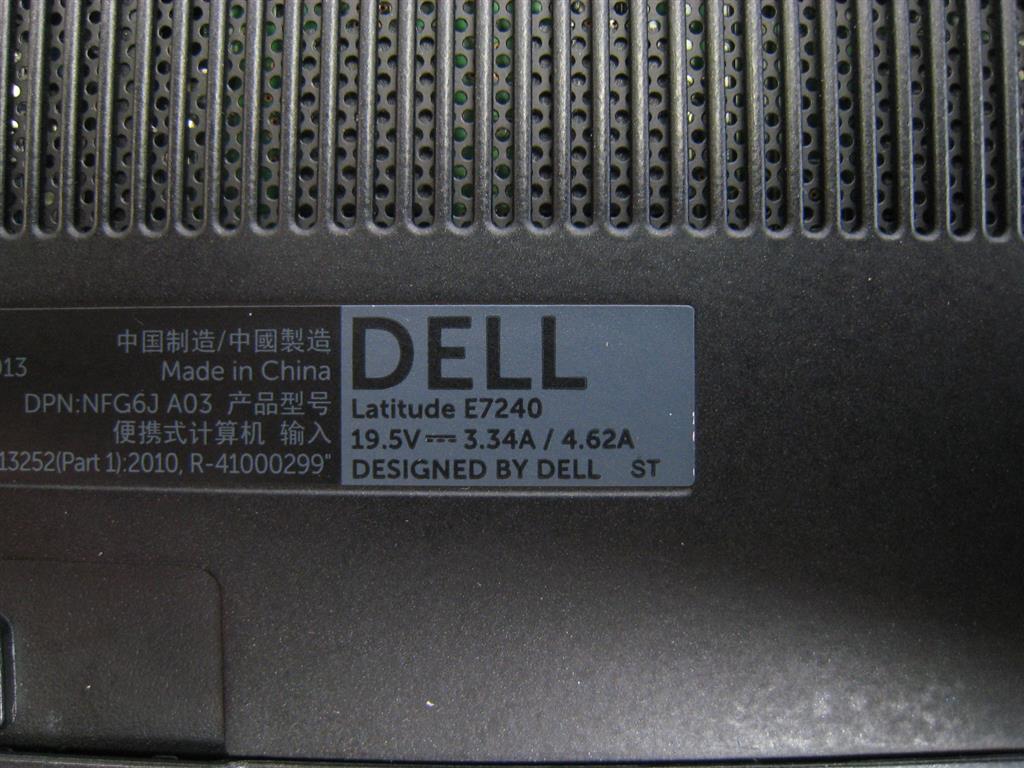 中国制造/中國製造
013
Made in China
DPN:NFG6J A03 产品型号
便携式计算机 输入
13252(Part 1):2010, R-41000299"
DELL
Latitude E7240
19.5V⎓3.34A / 4.62A
DESIGNED BY DELL ST